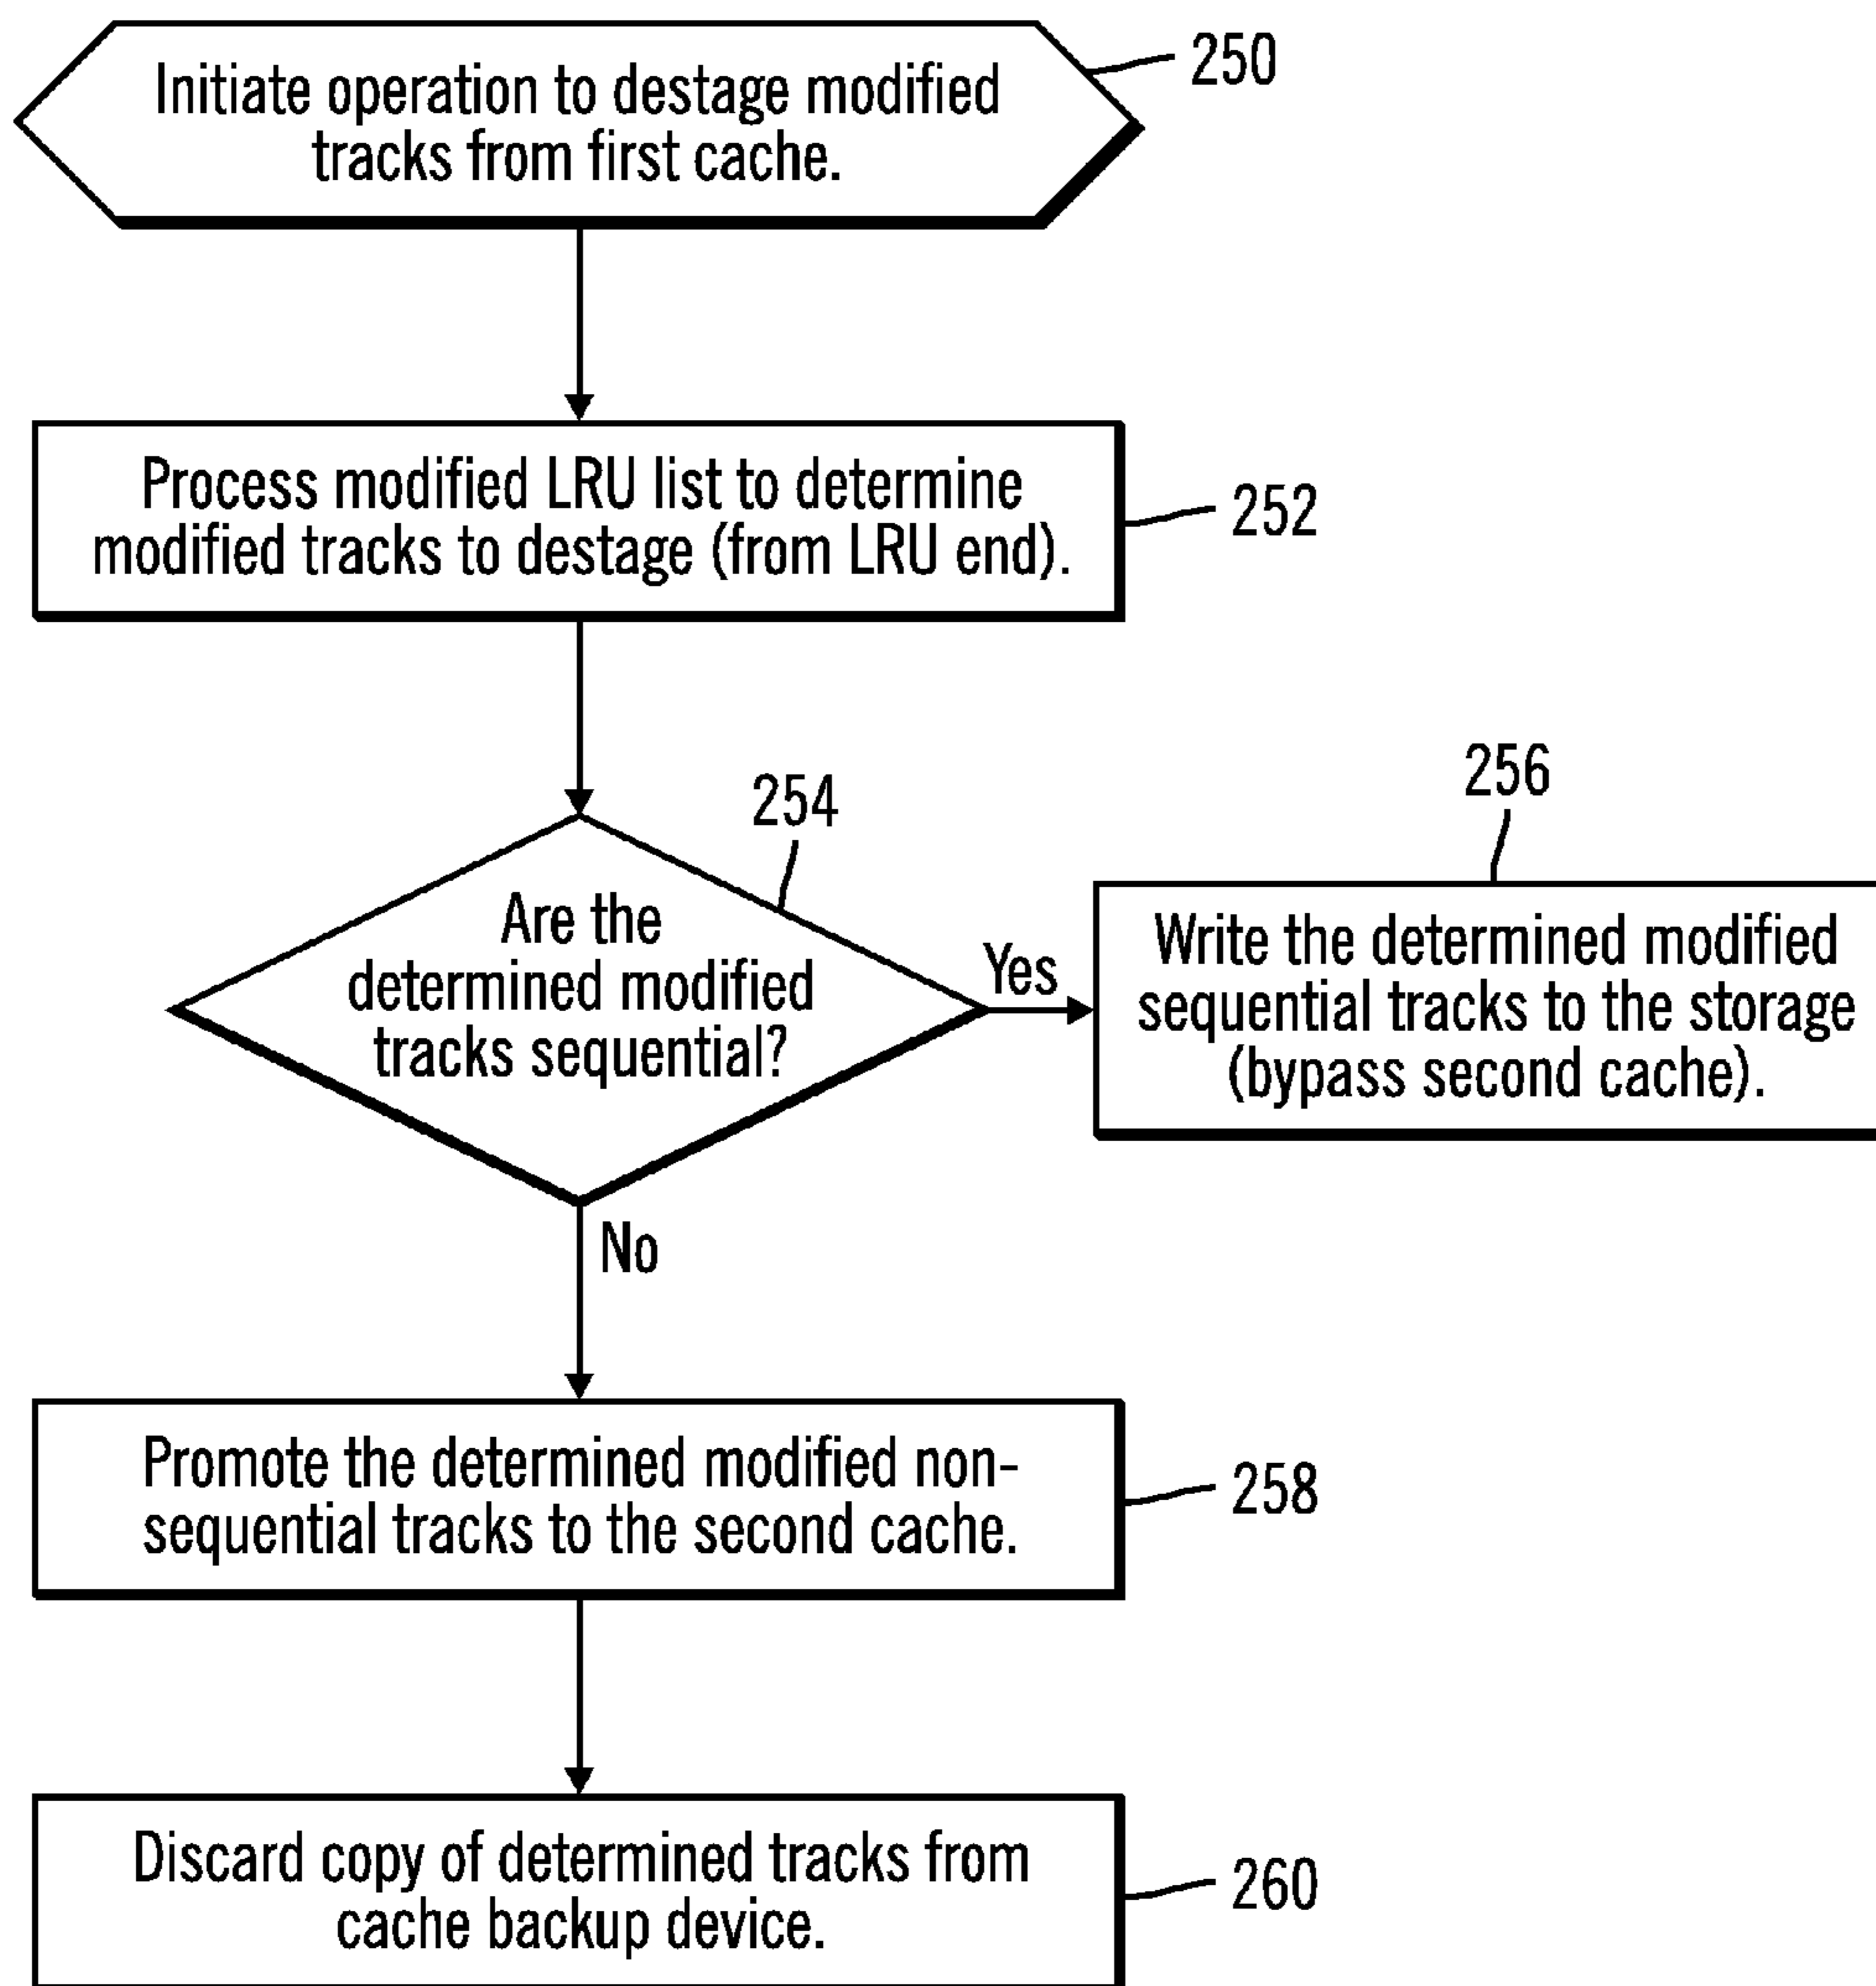 Initiate operation to destage modified
tracks from first cache.
250
Process modified LRU list to determine
modified tracks to destage (from LRU end).
252
254
Are the
determined modified
tracks sequential?
Yes
256
Write the determined modified
sequential tracks to the storage
(bypass second cache).
No
Promote the determined modified non-
sequential tracks to the second cache.
258
Discard copy of determined tracks from
cache backup device.
260